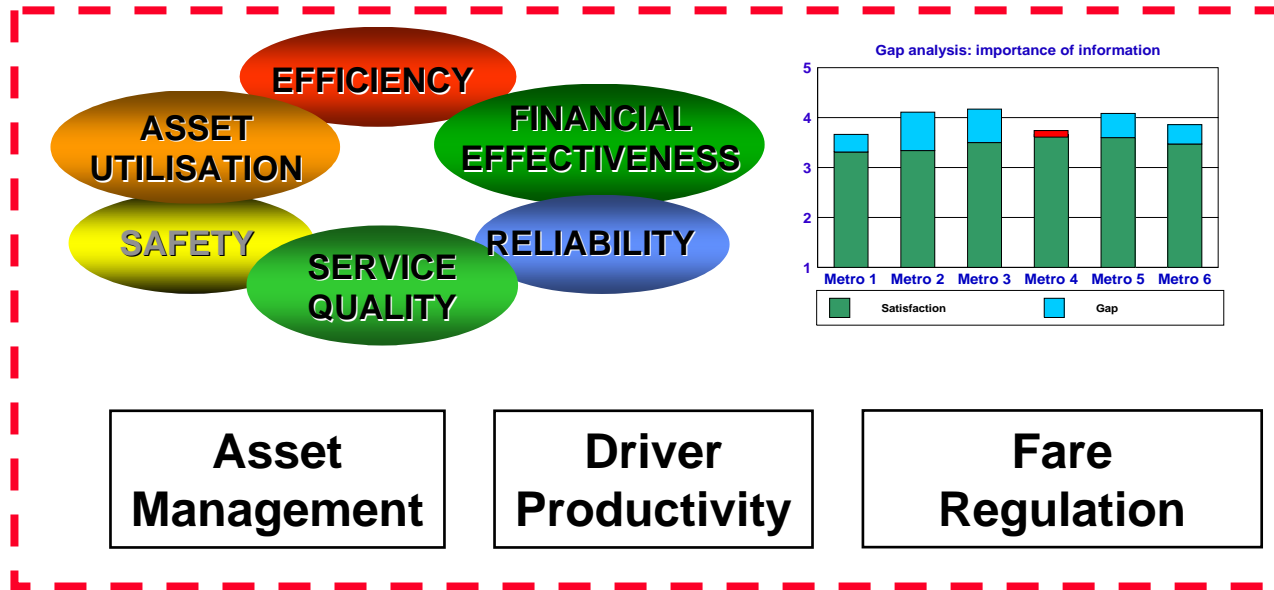 EFFICIENCY
ASSET
UTILISATION
FINANCIAL
EFFECTIVENESS
SAFETY
RELIABILITY
SERVICE
QUALITY
Gap analysis: importance of information
5
4
3
2
1
Metro 1 Metro 2 Metro 3 Metro 4 Metro 5 Metro 6
Satisfaction Gap
Asset
Management
Driver
Productivity
Fare
Regulation